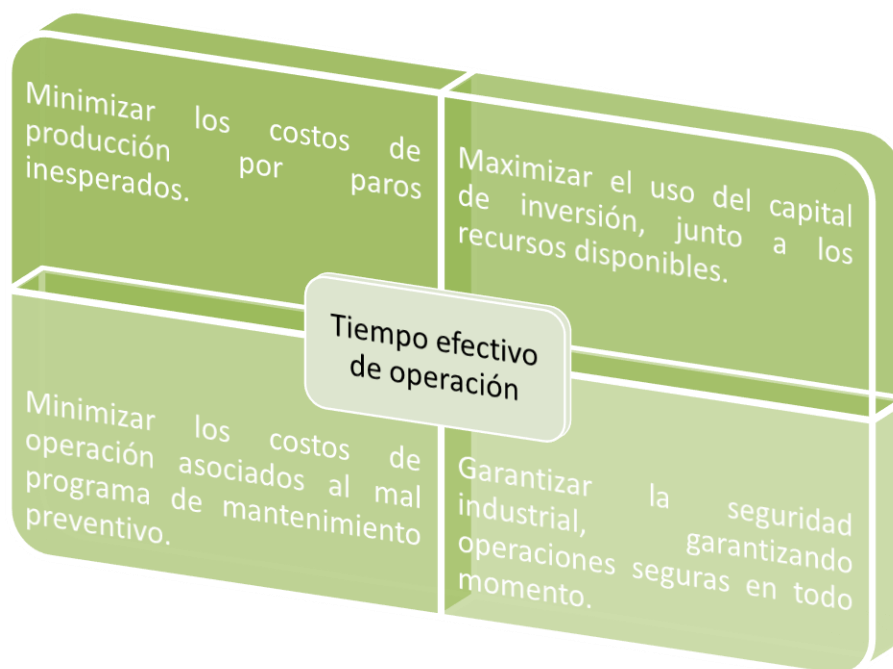 Minimizar los costos de
producción por paros
inesperados.
Maximizar el uso del capital
de inversión, junto a los
recursos disponibles.
Tiempo efectivo
de operación
Minimizar los costos de
operación asociados al mal
programa de mantenimiento
preventivo.
Garantizar la seguridad
industrial, garantizando
operaciones seguras en todo
momento.